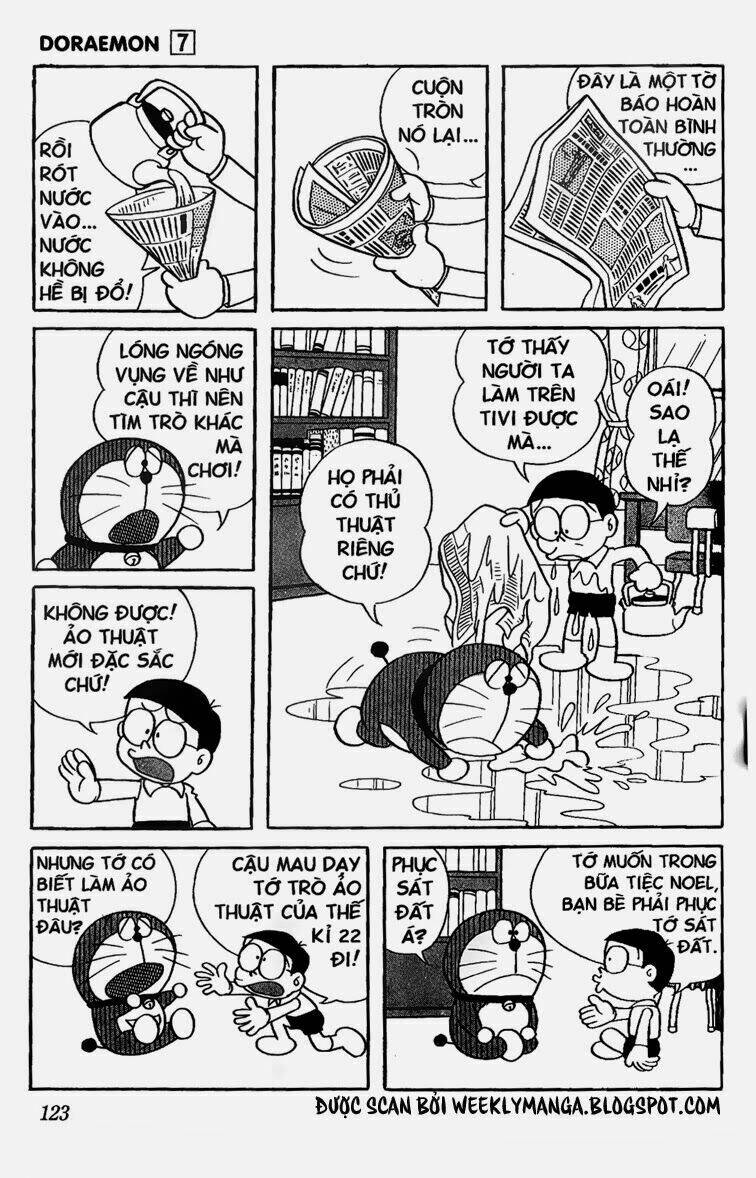 DORAEMON 7
ĐÂY LÀ MỘT TỜ
BÁO HOÀN
TOÀN BÌNH
THƯỜNG
...
CUỘN
TRÒN
NÓ LẠI...
RỒI
RÓT
NƯỚC
VÀO...
NƯỚC
KHÔNG
HỀ BỊ ĐỔ!
OÁI!
SAO
LẠ
THẾ
NHỈ?
TỚ THẤY
NGƯỜI TA
LÀM TRÊN
TIVI ĐƯỢC
MÀ...
HỌ PHẢI
CÓ THỦ
THUẬT
RIÊNG
CHỨ!
LÓNG NGÓNG
VỤNG VỀ NHƯ
CẬU THÌ NÊN
TÌM TRÒ KHÁC
MÀ
CHƠI!
KHÔNG ĐƯỢC!
ẢO THUẬT
MỚI ĐẶC SẮC
CHỨ!
TỚ MUỐN TRONG
BỮA TIỆC NOEL,
BẠN BÈ PHẢI PHỤC
TỚ SÁT
ĐẤT.
PHỤC
SÁT
ĐẤT
Á?
CẬU MAU DẠY
TỚ TRÒ ẢO
THUẬT CỦA THẾ
KỈ 22
ĐI!
NHƯNG TỚ CÓ
BIẾT LÀM ẢO
THUẬT
ĐÂU?
123
ĐƯỢC SCAN BỞI WEEKLYMANGA.BLOGSPOT.COM